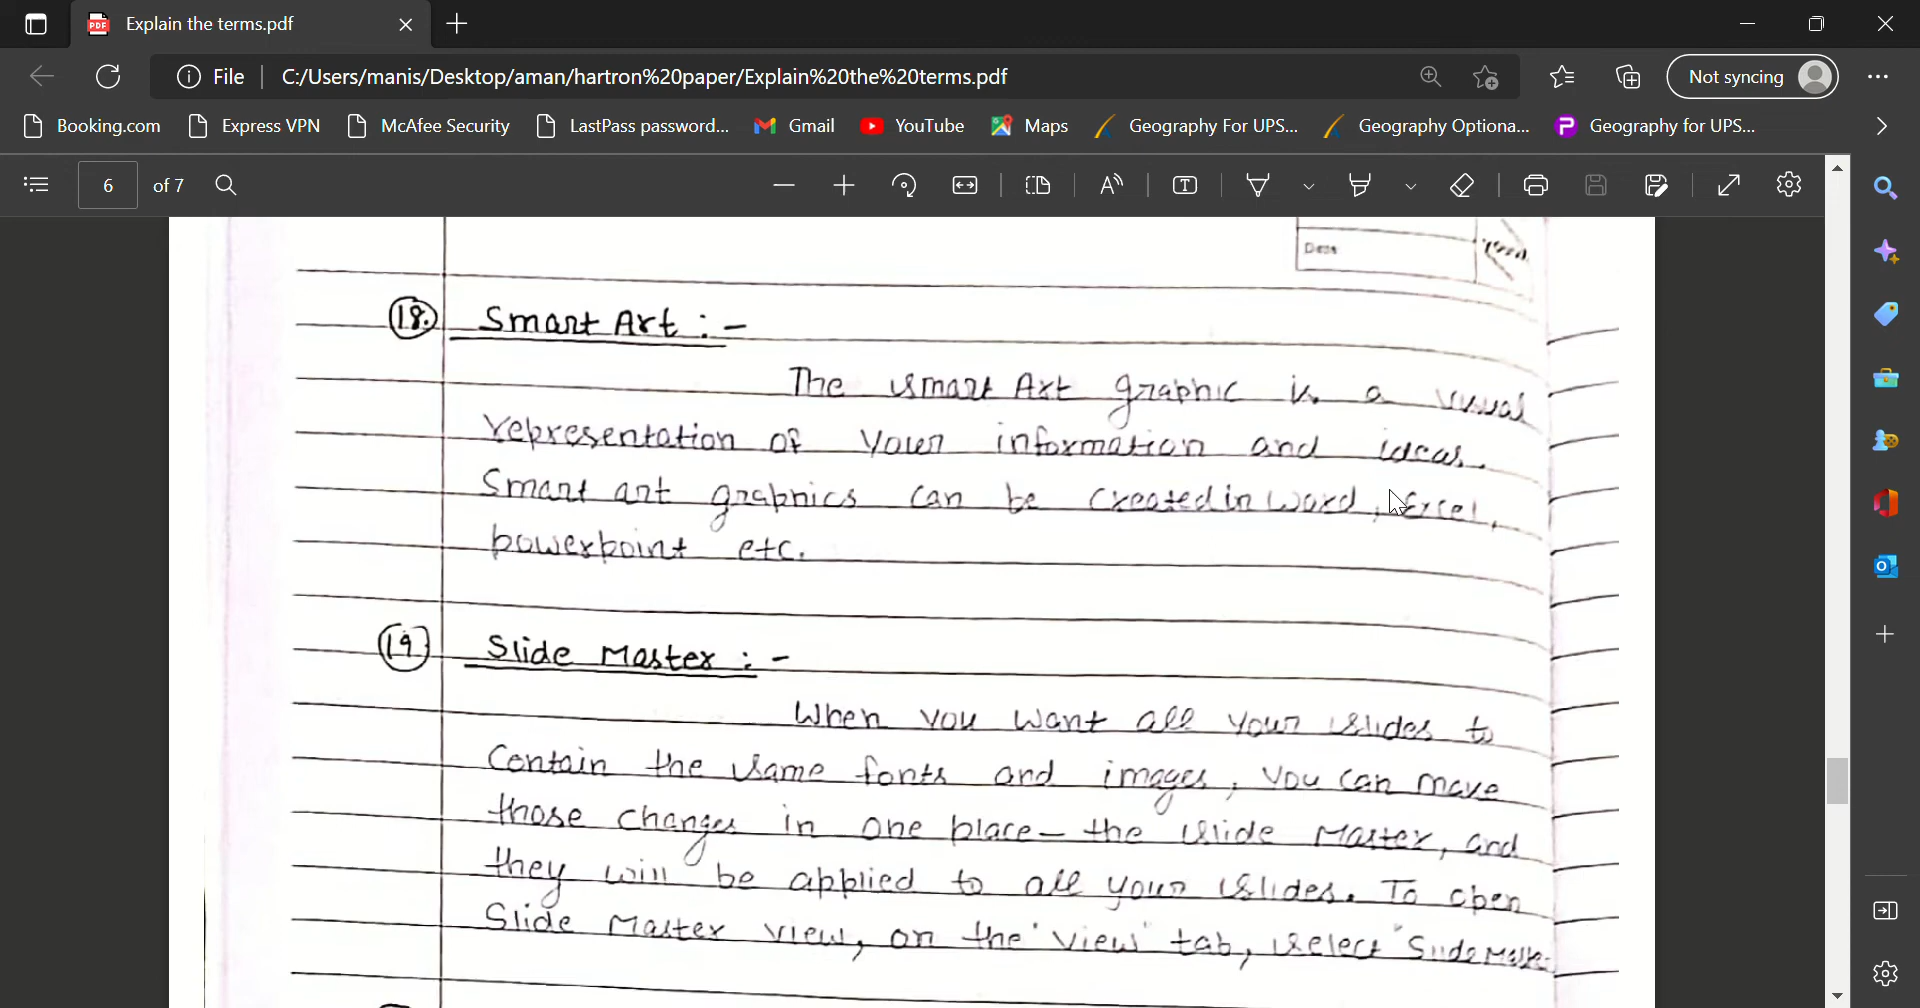 Explain the terms.pdf
File C:/Users/manis/Desktop/aman/hartron%20paper/Explain%20the%20terms.pdf Not syncing
Booking.com Express VPN McAfee Security LastPass password... Gmail YouTube Maps Geography For UPS... Geography Optiona... Geography for UPS...
6 of 7
Date
18. Smart Art :-
The smart Art graphic is a visual
representation of your information and ideas.
Smart art graphics can be created in Word, Excel,
powerpoint etc.
19 Slide Master :-
When you want all your slides to
Contain the same fonts and images, you can make
those changes in one place - the slide Master, and
they will be applied to all your slides. To open
Slide Master view, on the 'view' tab, select "Slide Master